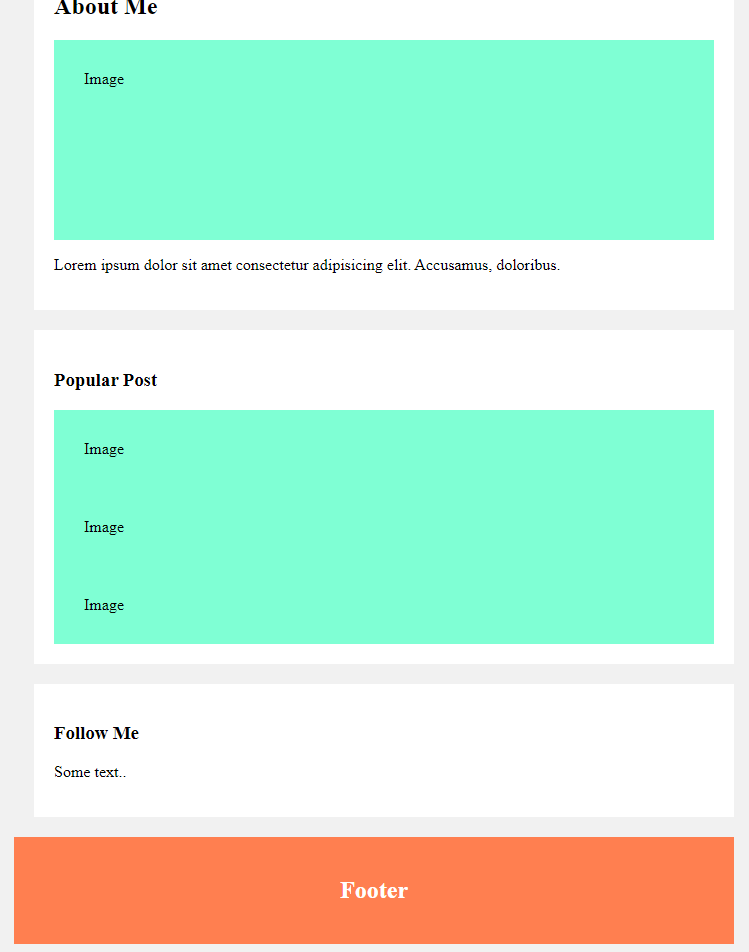 About Me
Image
Lorem ipsum dolor sit amet consectetur adipisicing elit. Accusamus, doloribus.
Popular Post
Image
Image
Image
Follow Me
Some text..
Footer